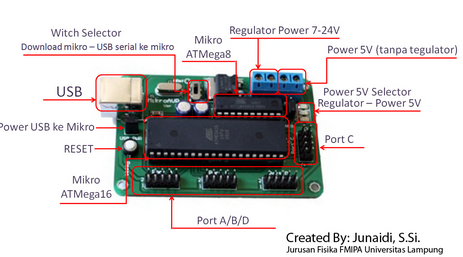 Witch Selector
Download mikro – USB serial ke mikro
Mikro
ATMega8
Regulator Power 7-24V
Power 5V (tanpa tegulator)
USB
Power 5V Selector
Regulator – Power 5V
Power USB ke Mikro
RESET
Port C
Mikro
ATMega16
Port A/B/D
Created By: Junaidi, S.Si.
Jurusan Fisika FMIPA Universitas Lampung